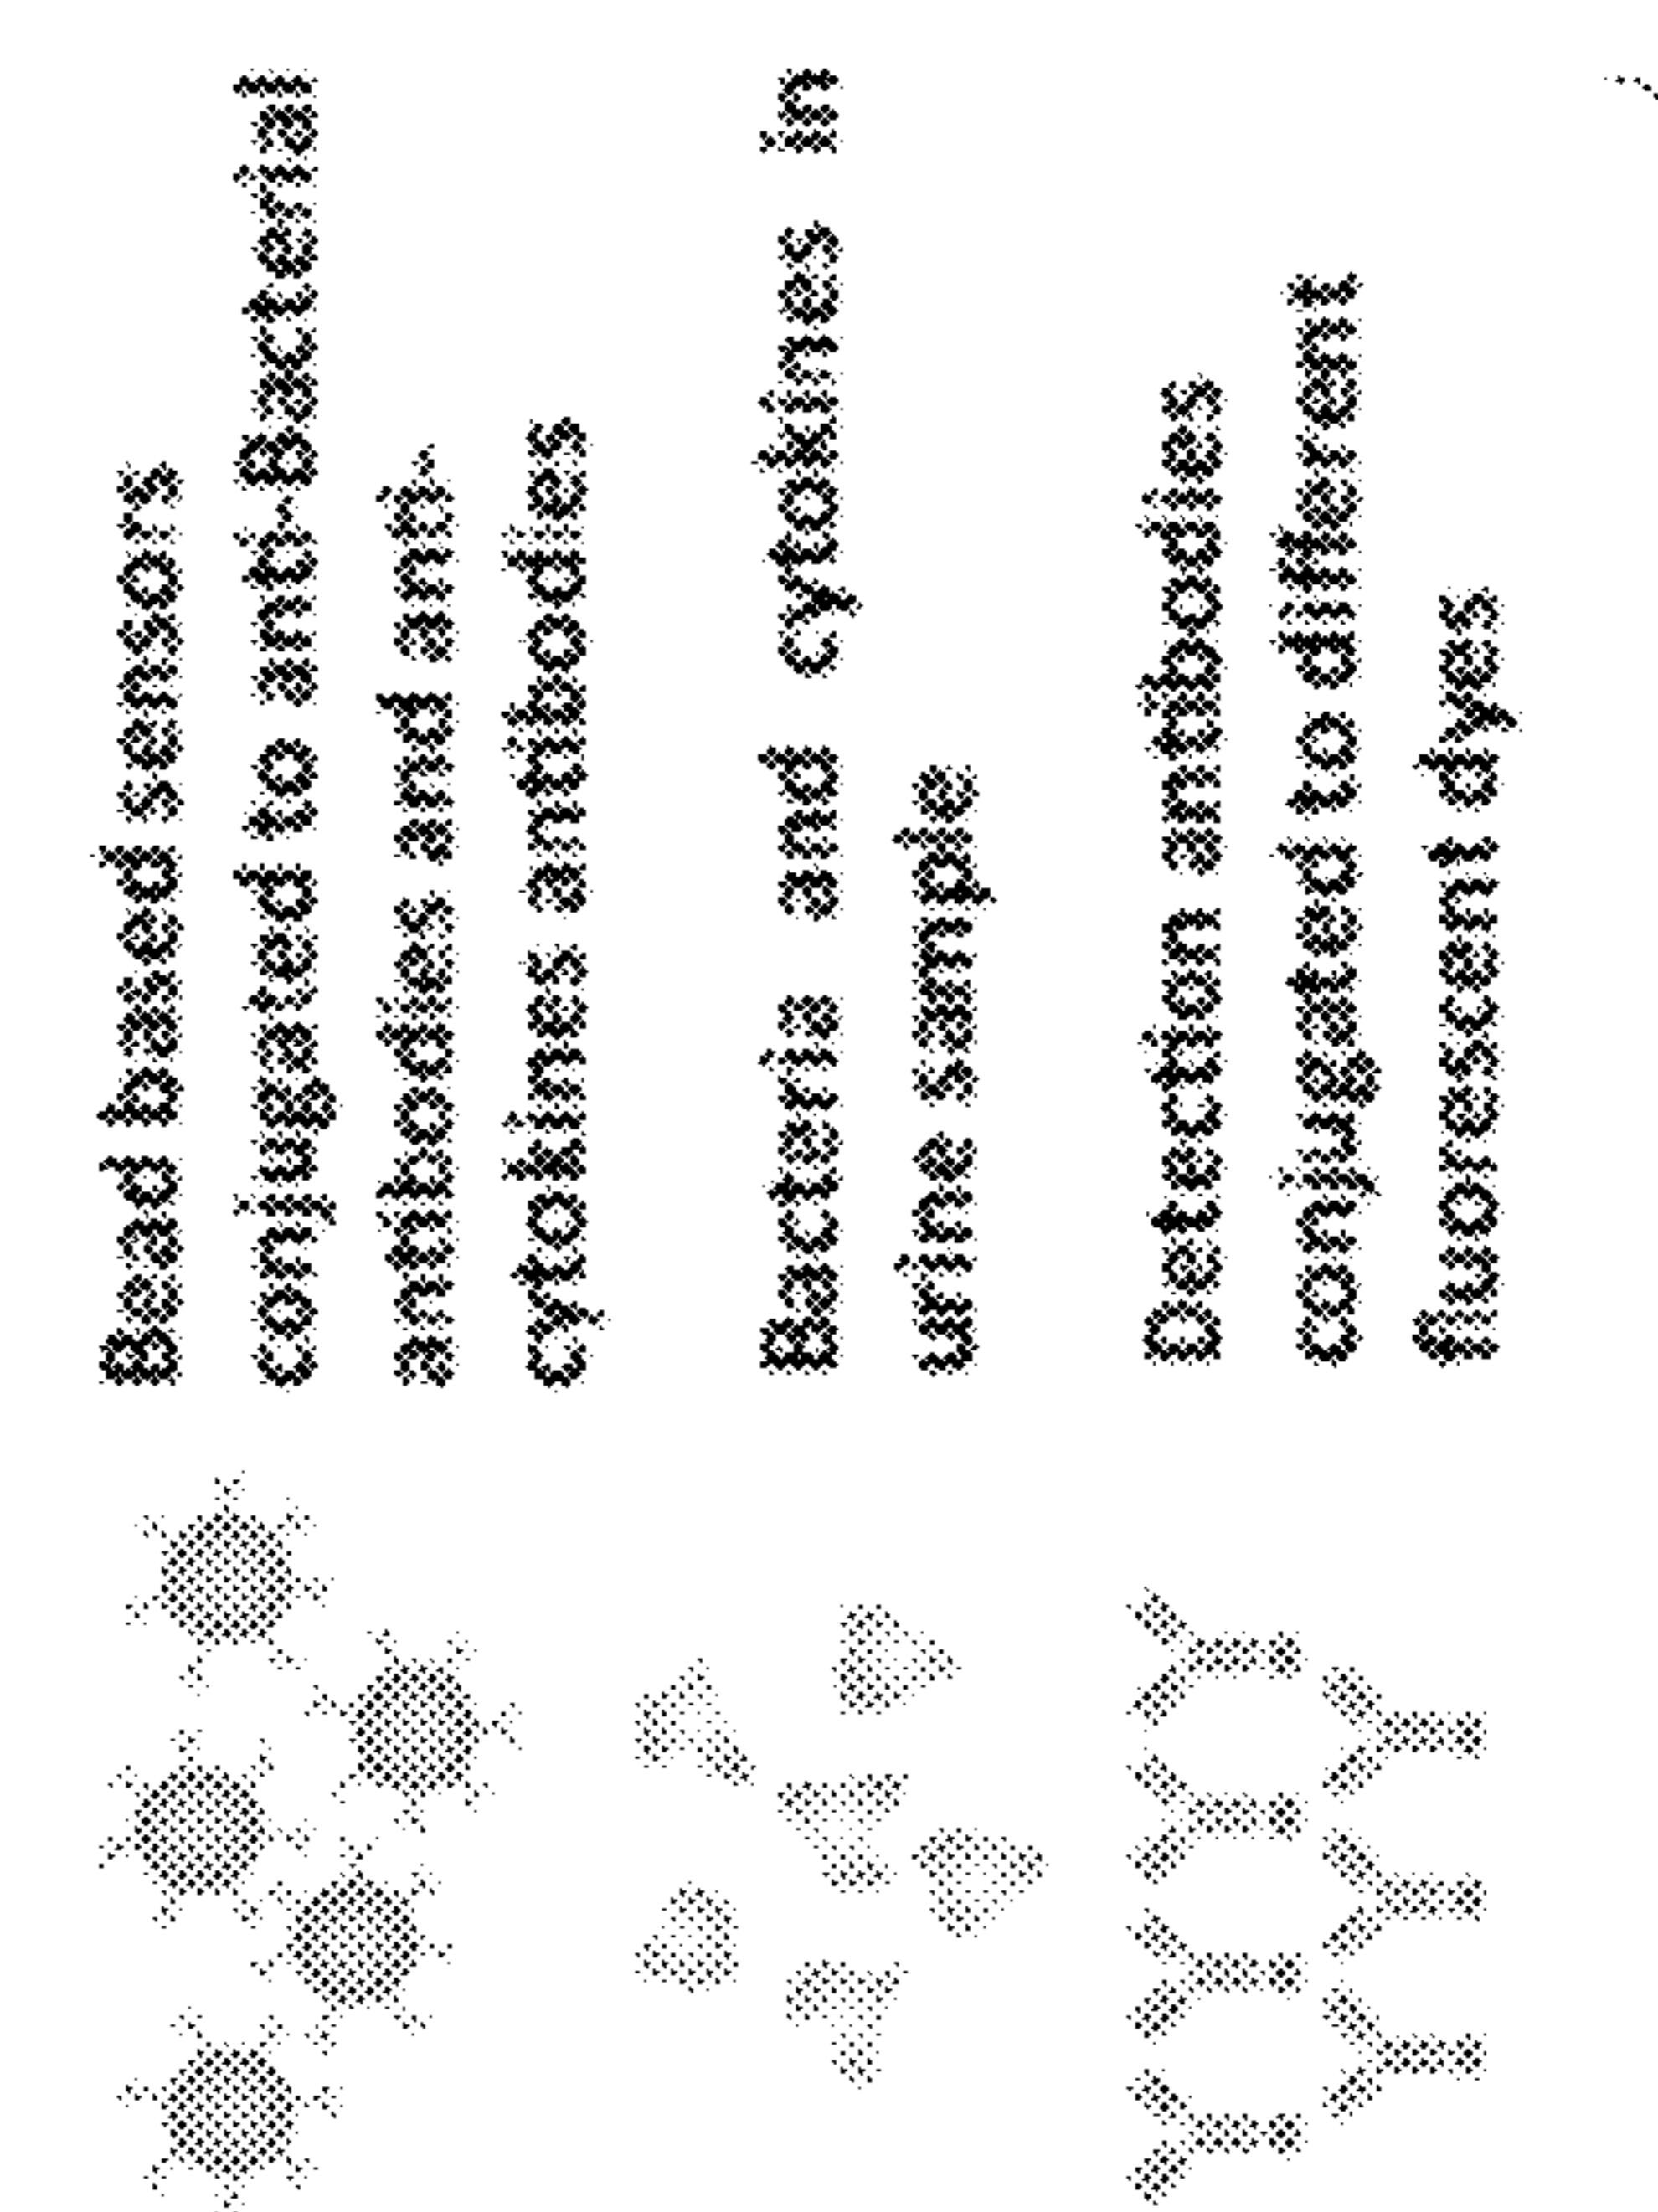 Bead based sensors
conjugated to anti-Bacterial
antibodies and anti-
cytokines antibodies
Bacteria and cytokines in
urine sample
Detection antibodies
conjugated to different
fluorescent dyes